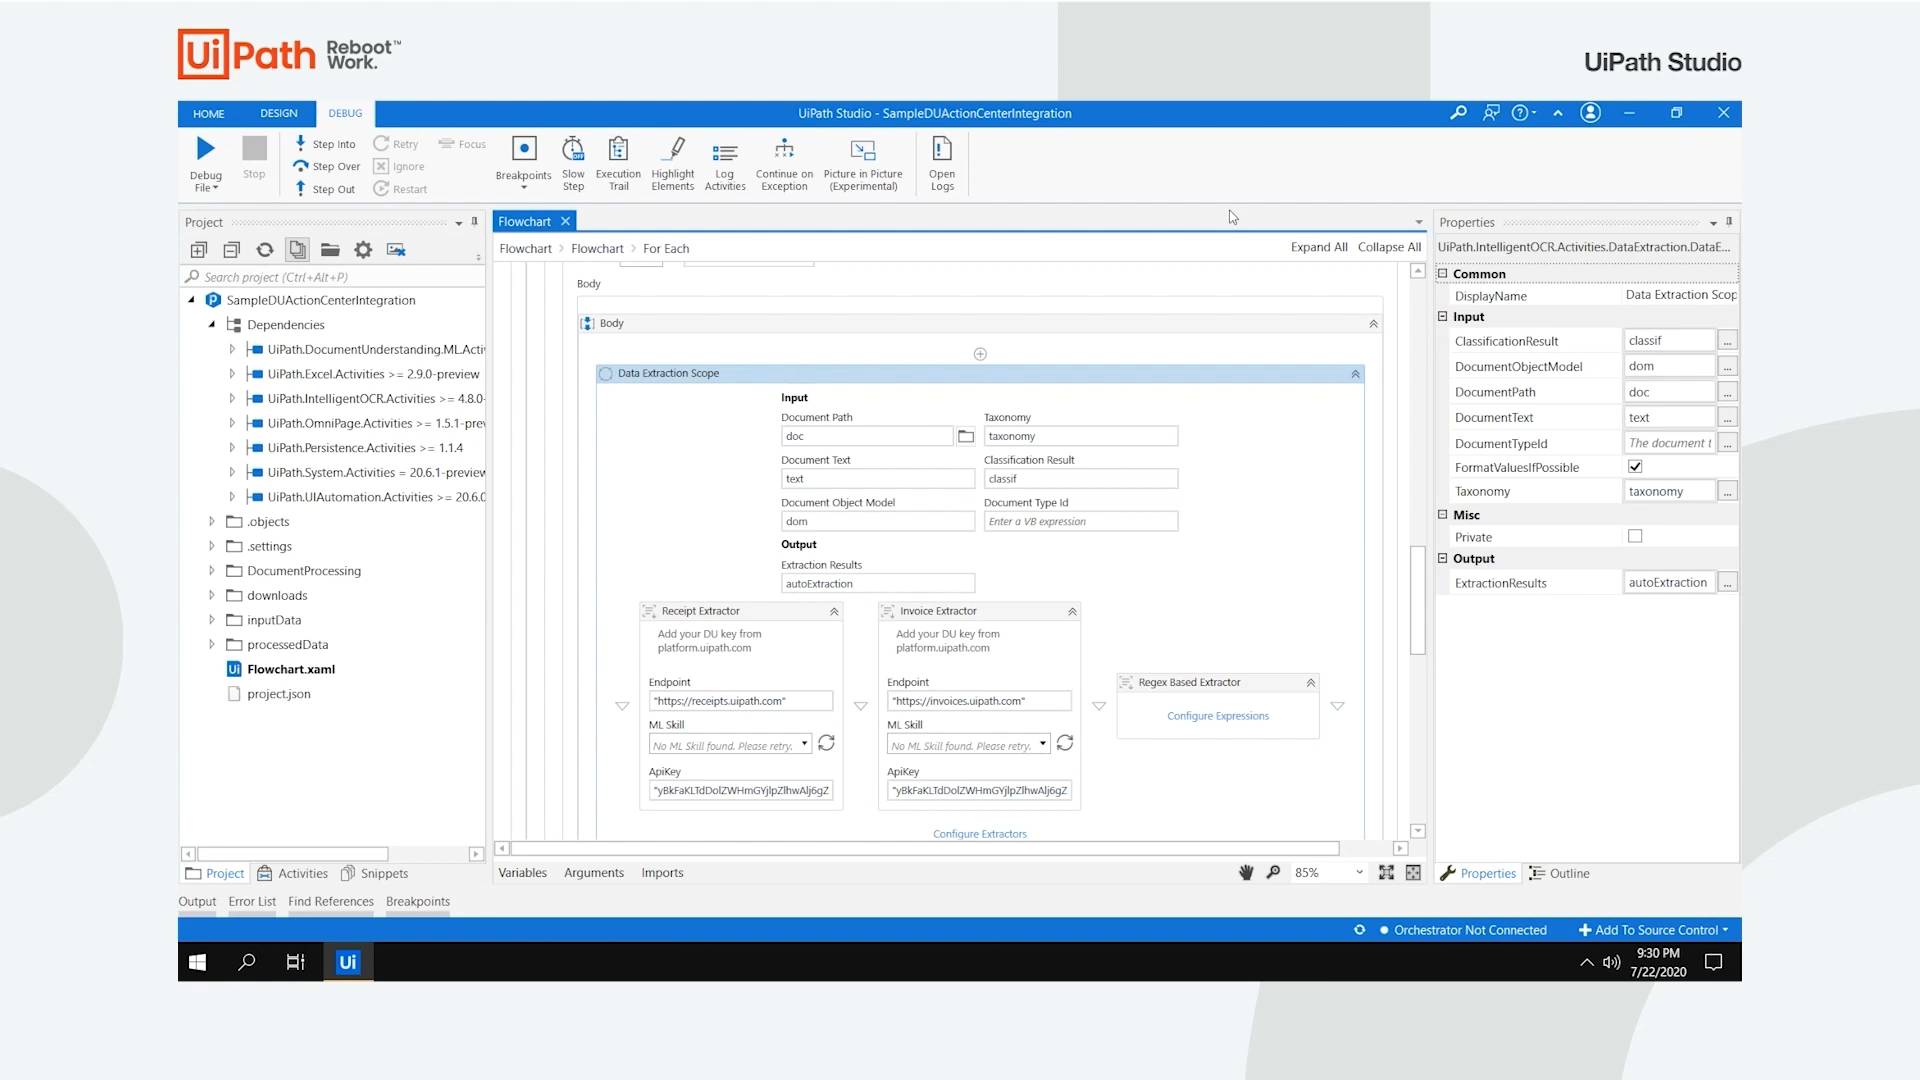 UiPath Reboot™
Work.
UiPath Studio
HOME DESIGN DEBUG UiPath Studio - SampleDUActionCenterIntegration
Debug File
Stop
Step Into
Step Over
Step Out
Retry
Ignore
Restart
Focus
Breakpoints
Slow Step
OFF
Execution Trail
Highlight Elements
Log Activities
Continue on Exception
Picture in Picture (Experimental)
Open Logs
Project
Search project (Ctrl+Alt+P)
SampleDUActionCenterIntegration
Dependencies
UiPath.DocumentUnderstanding.ML.Acti
UiPath.Excel.Activities >= 2.9.0-preview
UiPath.IntelligentOCR.Activities >= 4.8.0-
UiPath.OmniPage.Activities >= 1.5.1-prev
UiPath.Persistence.Activities >= 1.1.4
UiPath.System.Activities = 20.6.1-preview
UiPath.UIAutomation.Activities >= 20.6.0
.objects
.settings
DocumentProcessing
downloads
inputData
processedData
Ui Flowchart.xaml
project.json
Project Activities Snippets
Flowchart
Flowchart > Flowchart > For Each
Expand All Collapse All
Body
Body
Data Extraction Scope
Input
Document Path Taxonomy
doc taxonomy
Document Text Classification Result
text classif
Document Object Model Document Type Id
dom Enter a VB expression
Output
Extraction Results
autoExtraction
Receipt Extractor
Add your DU key from
platform.uipath.com
Endpoint
"https://receipts.uipath.com"
ML Skill
No ML Skill found. Please retry.
ApiKey
"yBkFaKLTdDolZWHmGYjlpZlhwAlj6gZ
Invoice Extractor
Add your DU key from
platform.uipath.com
Endpoint
"https://invoices.uipath.com"
ML Skill
No ML Skill found. Please retry.
ApiKey
"yBkFaKLTdDolZWHmGYjlpZlhwAlj6gZ
Regex Based Extractor
Configure Expressions
Configure Extractors
Variables Arguments Imports
85%
Properties
UiPath.IntelligentOCR.Activities.DataExtraction.DataE...
Common
DisplayName Data Extraction Scop
Input
ClassificationResult classif ...
DocumentObjectModel dom ...
DocumentPath doc ...
DocumentText text ...
DocumentTypeId The document t ...
FormatValuesIfPossible
Taxonomy taxonomy ...
Misc
Private
Output
ExtractionResults autoExtraction ...
Properties Outline
Output Error List Find References Breakpoints
Orchestrator Not Connected Add To Source Control
Ui
9:30 PM
7/22/2020